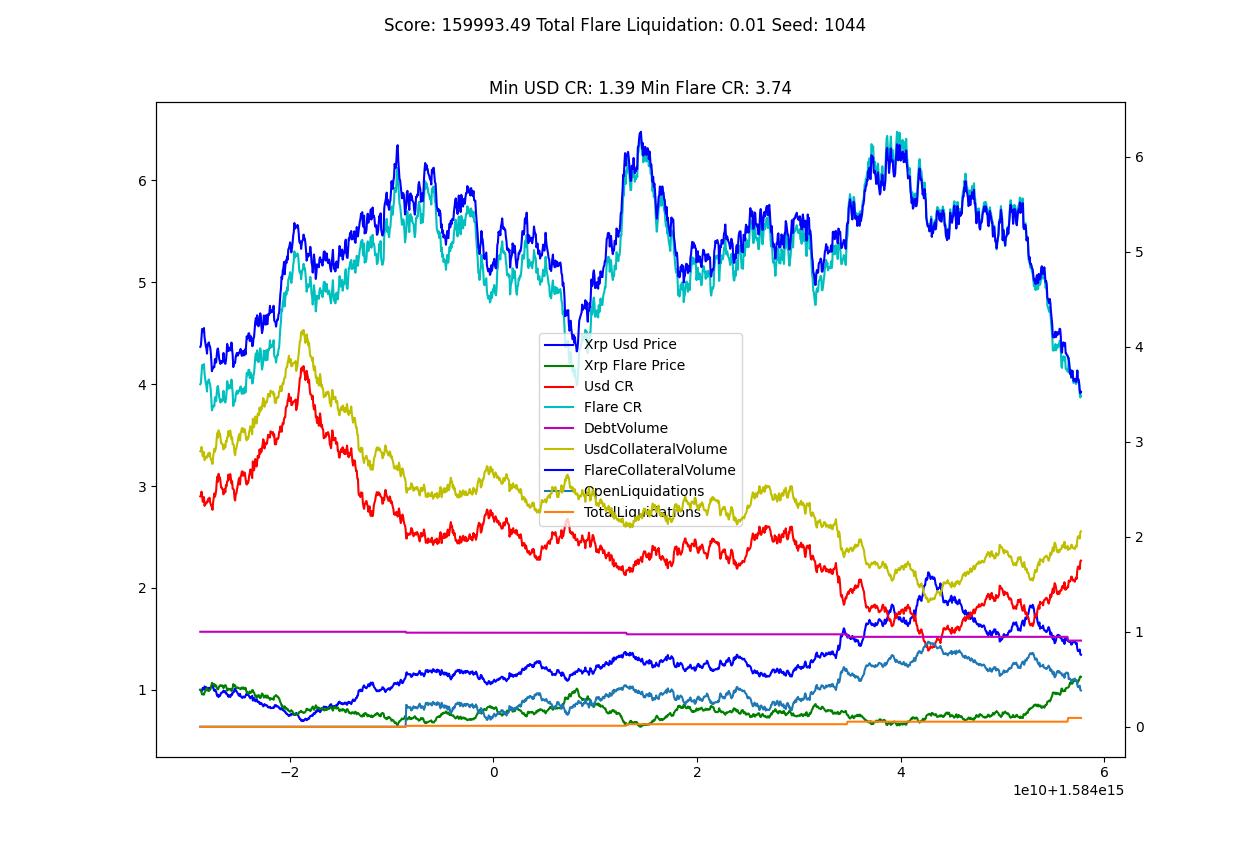 Score: 159993.49 Total Flare Liquidation: 0.01 Seed: 1044
Min USD CR: 1.39 Min Flare CR: 3.74
6
5
4
3
2
1
6
5
4
3
2
1
0
Xrp Usd Price
Xrp Flare Price
Usd CR
Flare CR
DebtVolume
UsdCollateralVolume
FlareCollateralVolume
OpenLiquidations
TotalLiquidations
−2 0 2 4 6
1e10+1.584e15